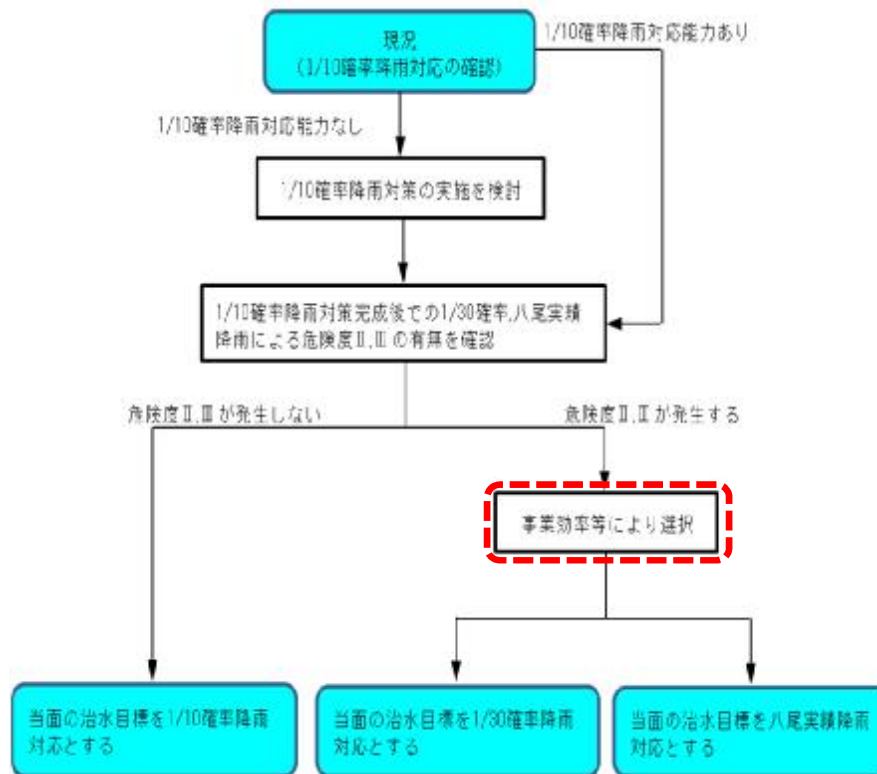 現況
(1/10確率降雨対応の確認)
1/10確率降雨対応能力あり
1/10確率降雨対応能力なし
1/10確率降雨対策の実施を検討
1/10確率降雨対策完成後での1/30確率,八尾実績
降雨による危険度Ⅱ,Ⅲの有無を確認
危険度Ⅱ,Ⅲが発生しない
危険度Ⅱ,Ⅱが発生する
事業効率等により選択
当面の治水目標を1/10確率降雨
対応とする
当面の治水目標を1/30確率降雨
対応とする
当面の治水目標を八尾実績降雨
対応とする